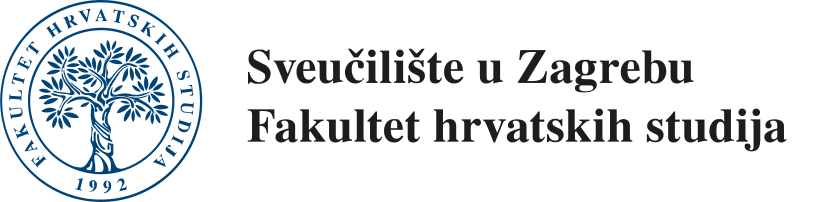 FAKULTET HRVATSKIH STUDIJA
1992
Sveučilište u Zagrebu
Fakultet hrvatskih studija